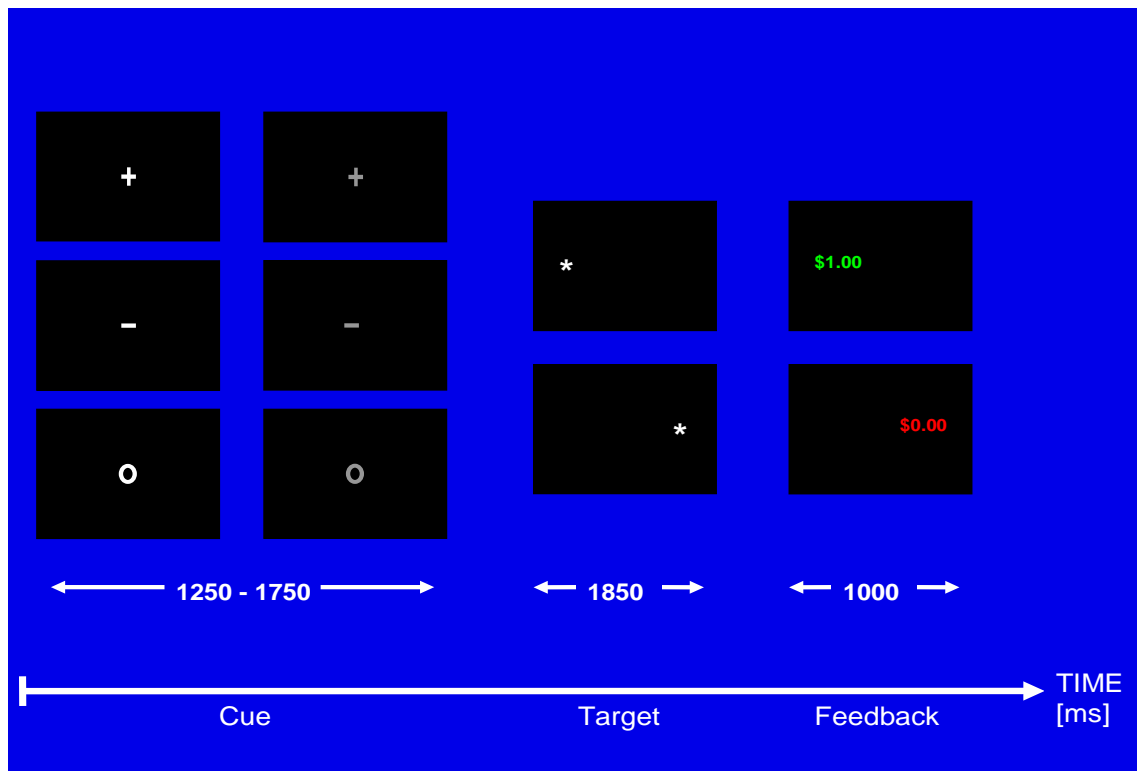 + +
*
$1.00
– –
*
$0.00
o o
1250 - 1750 1850 1000
TIME
[ms]
Cue Target Feedback